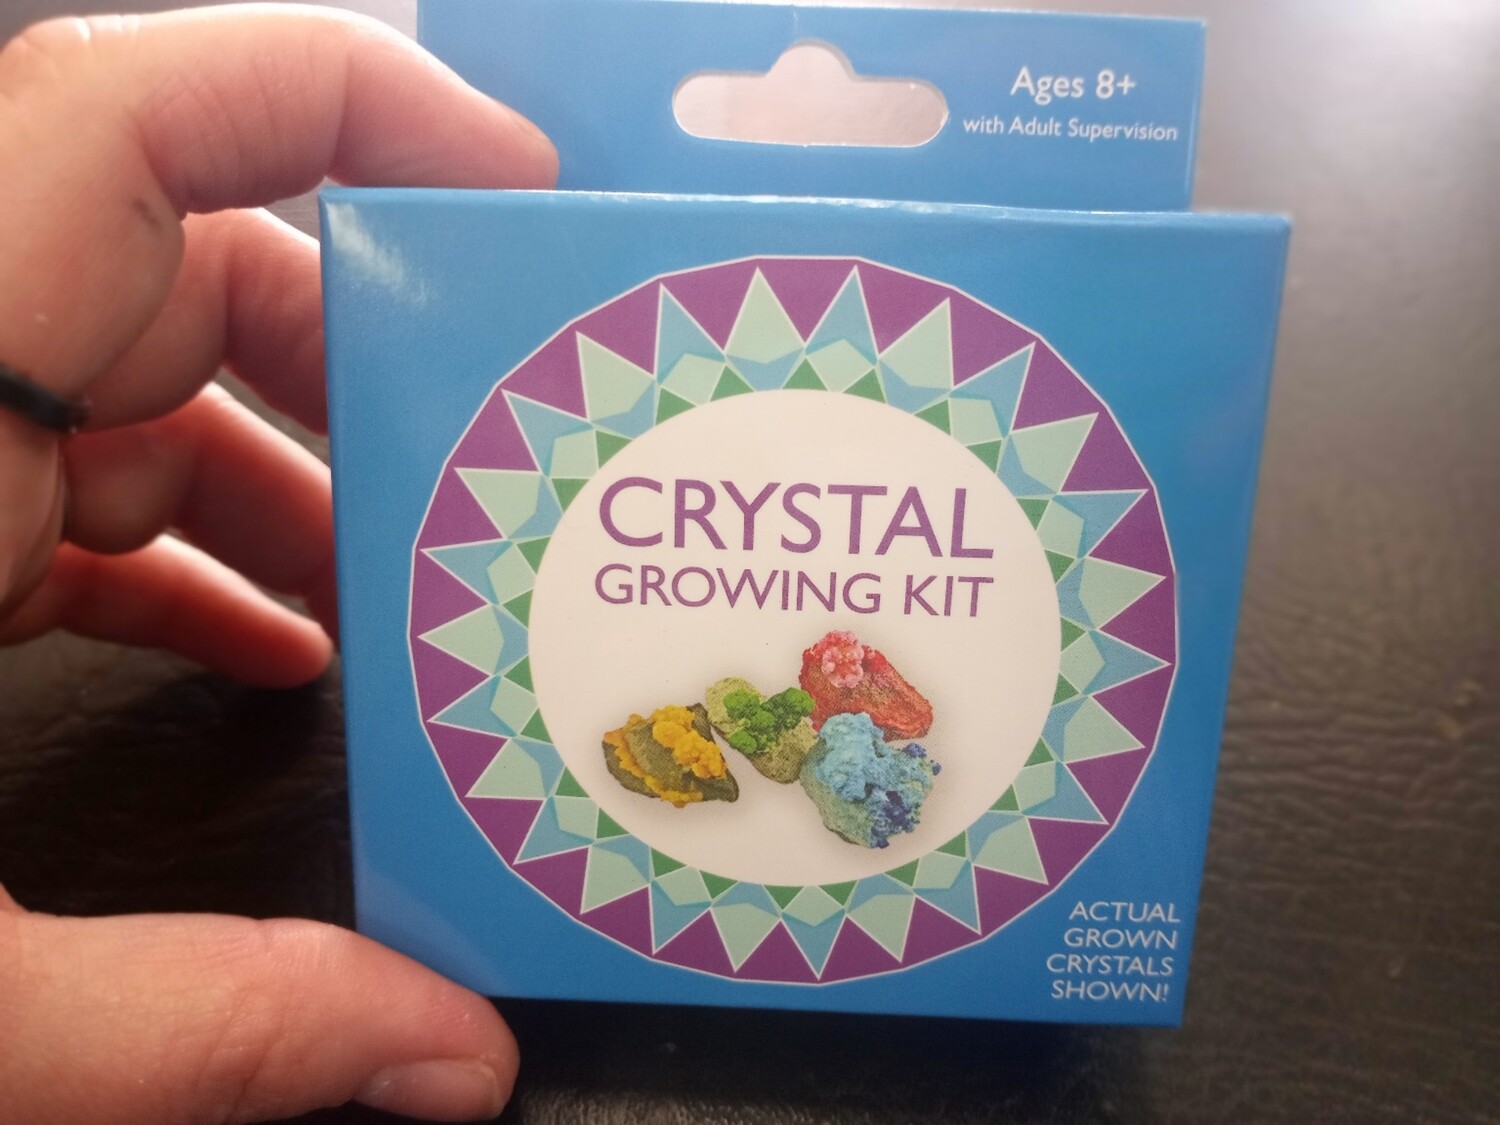 Ages 8+
with Adult Supervision
CRYSTAL
GROWING KIT
ACTUAL
GROWN
CRYSTALS
SHOWN!